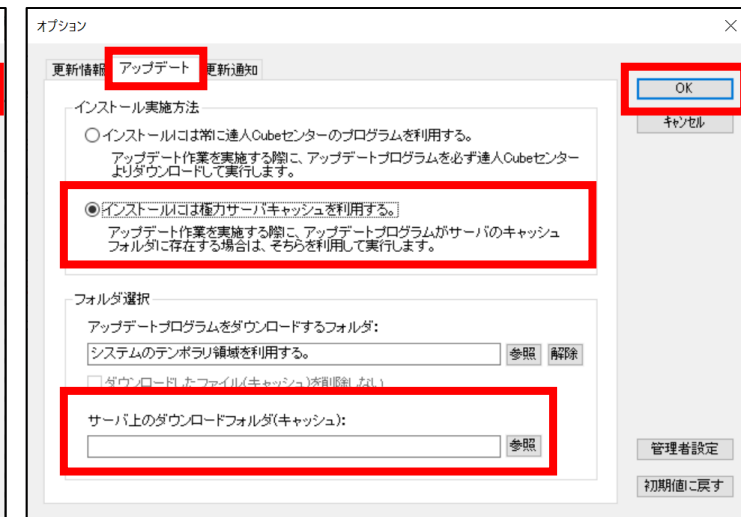 オプション
更新情報 アップデート 更新通知
OK
キャンセル
インストール実施方法
インストールには常に達人Cubeセンターのプログラムを利用する。
アップデート作業を実施する際に、アップデートプログラムを必ず達人Cubeセンター
よりダウンロードして実行します。
インストールには極力サーバキャッシュを利用する。
アップデート作業を実施する際に、アップデートプログラムがサーバのキャッシュ
フォルダに存在する場合は、そちらを利用して実行します。
フォルダ選択
アップデートプログラムをダウンロードするフォルダ:
システムのテンポラリ領域を利用する。 参照 解除
ダウンロードしたファイル(キャッシュ)を削除しない
サーバ上のダウンロードフォルダ(キャッシュ):
参照
管理者設定
初期値に戻す